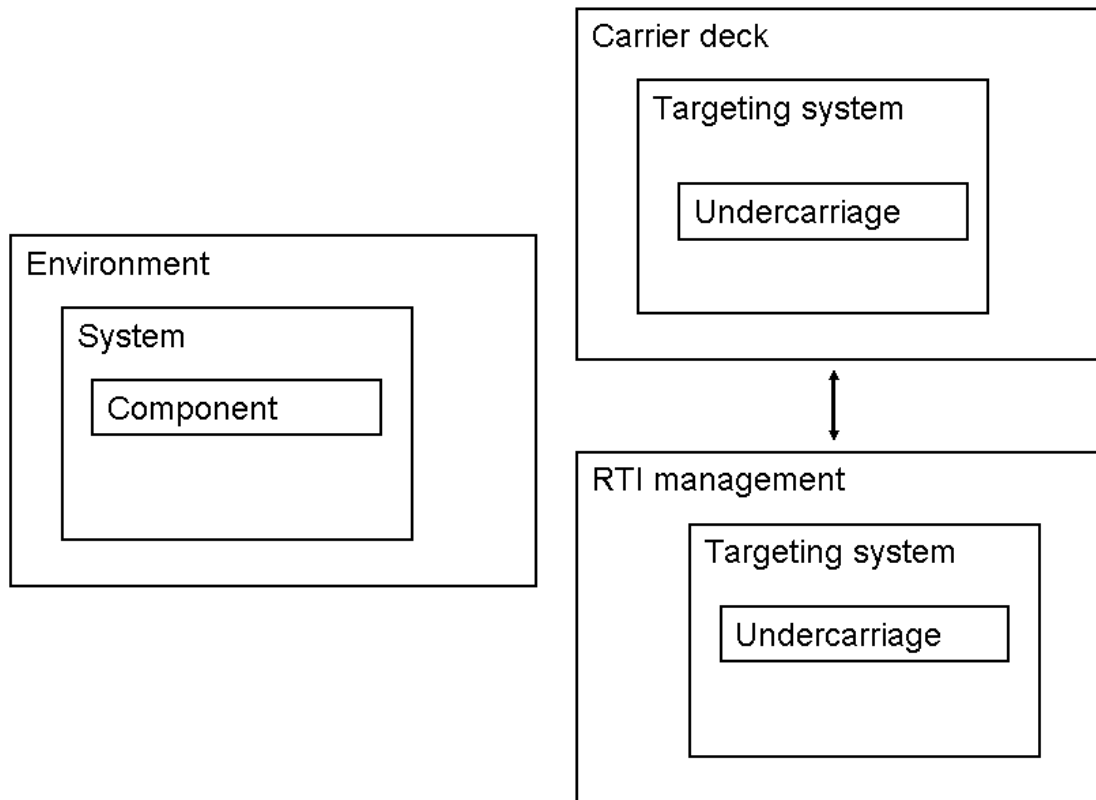 Environment
System
Component
Carrier deck
Targeting system
Undercarriage
RTI management
Targeting system
Undercarriage